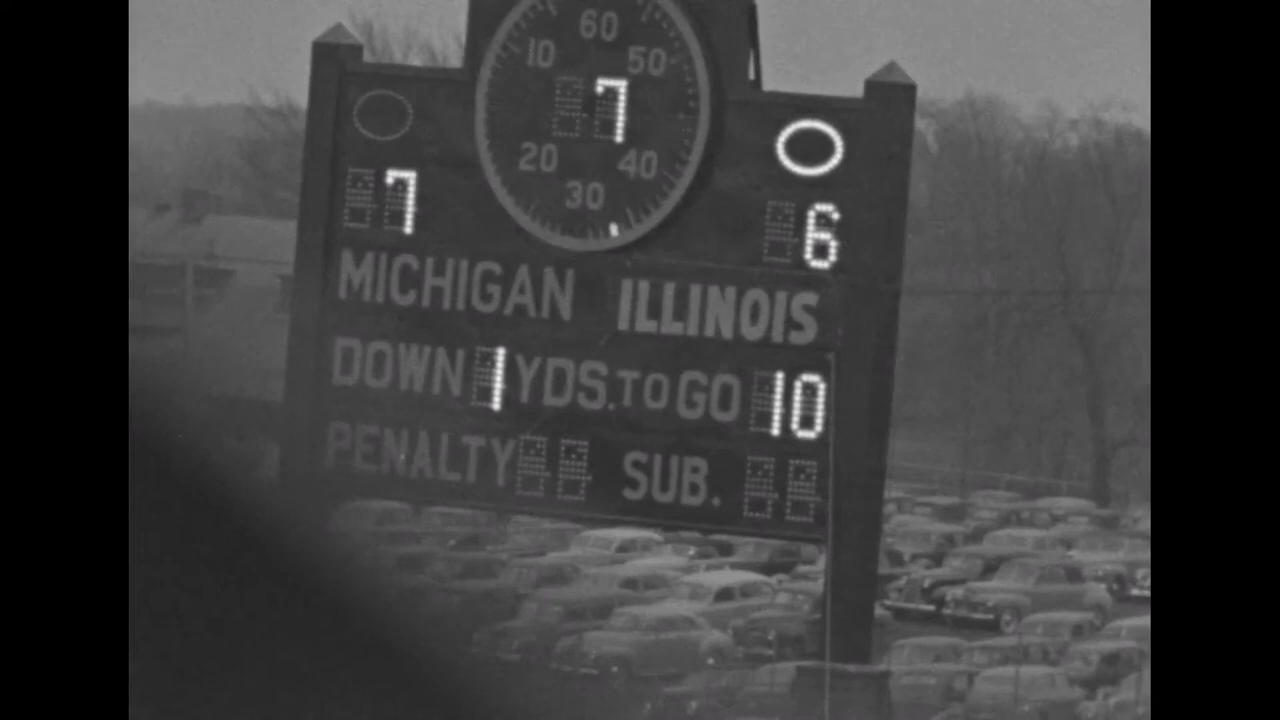 60
10 50
7
20 40
30
7 6
MICHIGAN ILLINOIS
DOWN 1 YDS. TO GO 10
PENALTY SUB.